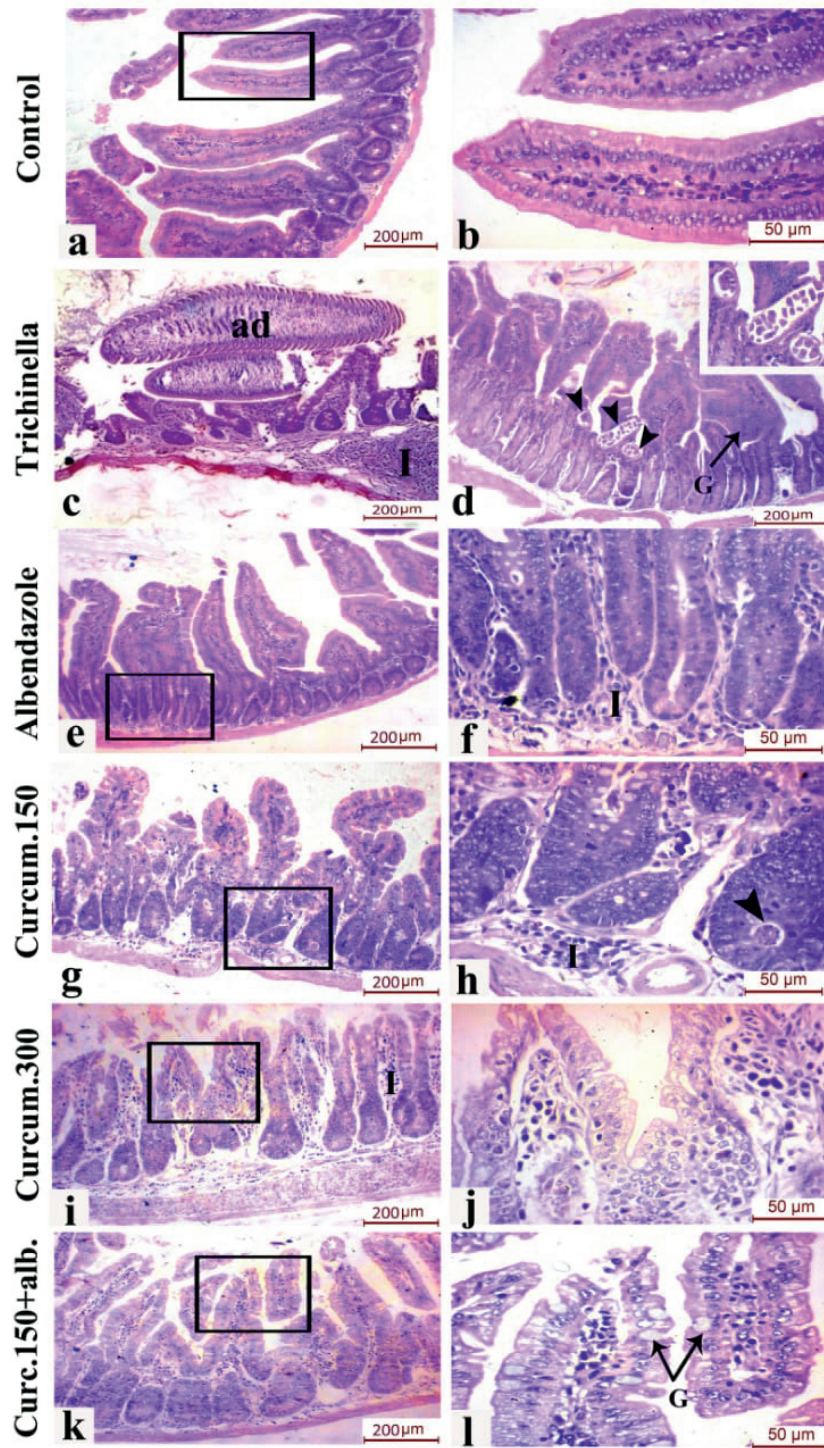 Control
a
200µm
b
50 µm
Trichinella
ad
I
c
200µm
G
d
200µm
Albendazole
e
200µm
I
f
50 µm
Curcum.150
g
200µm
I
h
50 µm
Curcum.300
I
i
200µm
j
50 µm
Curc.150+alb.
k
200µm
G
l
50 µm